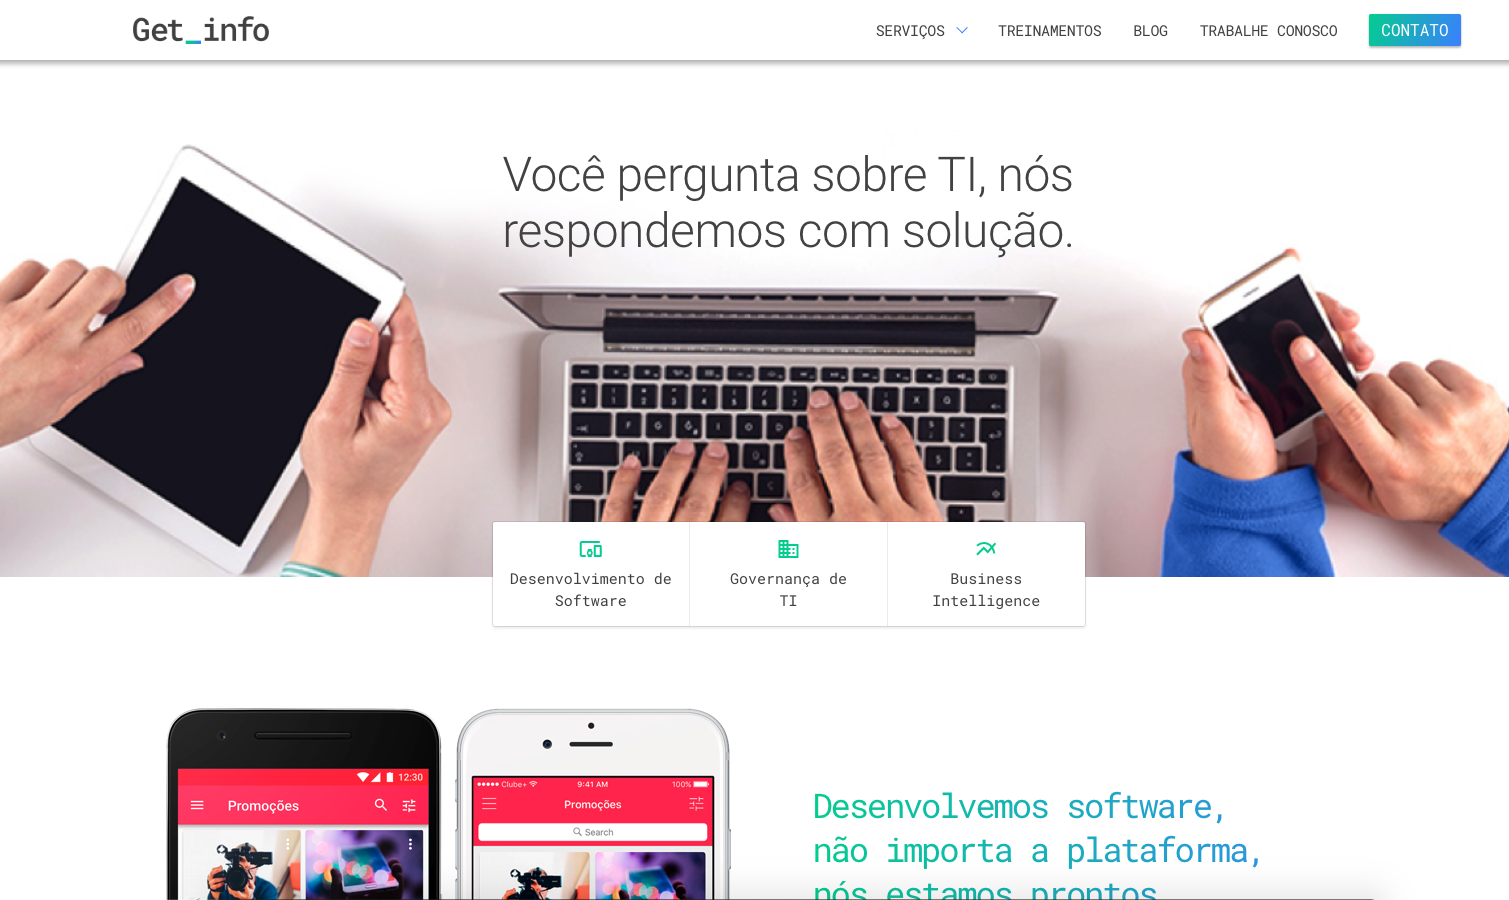 Get_info
SERVIÇOS
TREINAMENTOS
BLOG
TRABALHE CONOSCO
CONTATO
Você pergunta sobre TI, nós
respondemos com solução.
Desenvolvimento de
Software
Governança de
TI
Business
Intelligence
12:30
Promoções
Clube+
9:41 AM
100%
Promoções
Search
Desenvolvemos software,
não importa a plataforma,
nós estamos prontos